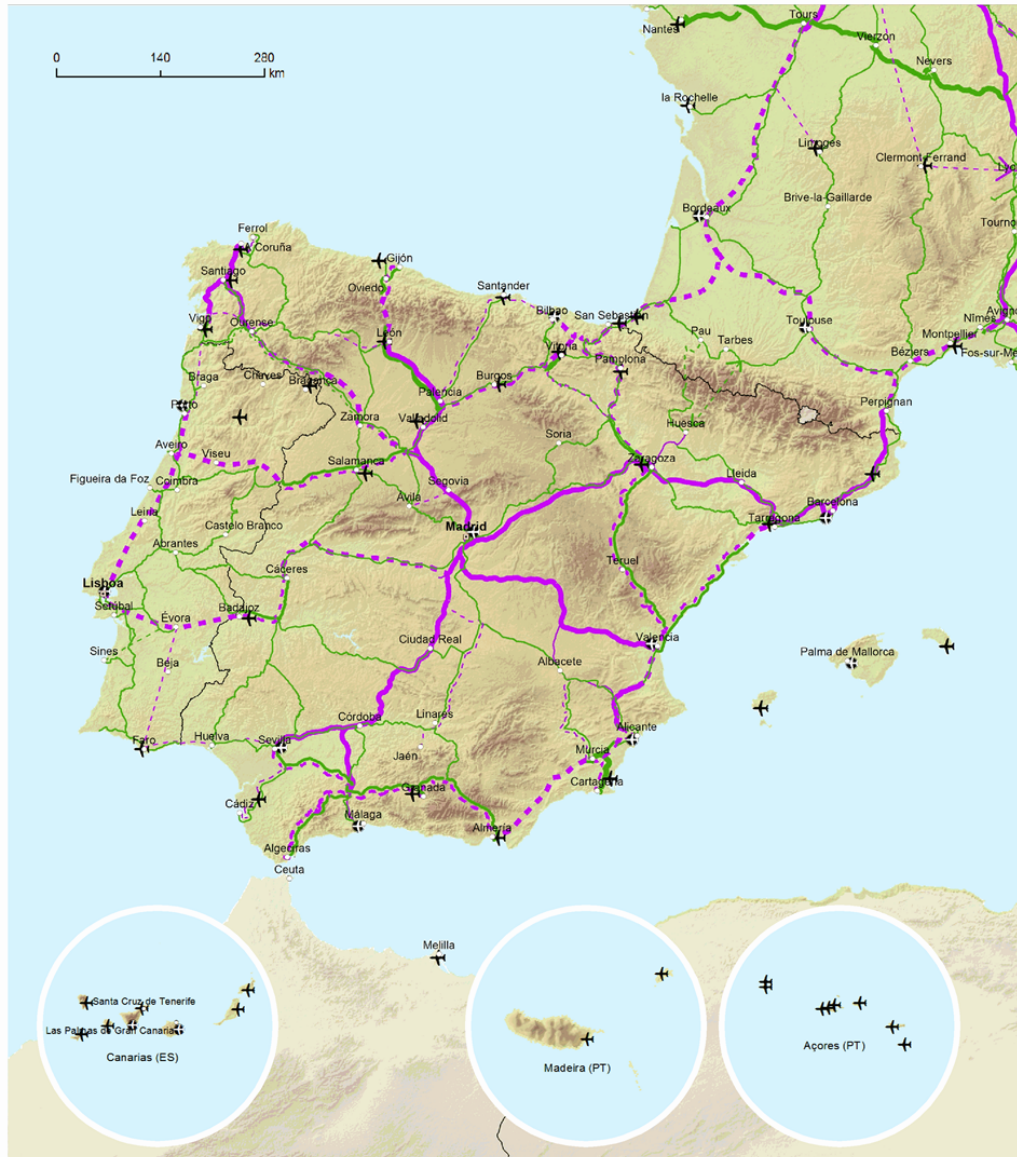 Tours
Nantes
Vierzon
Nevers
0 140 280
km
la Rochelle
Limoges
Clermont-Ferrand
Brive-la-Gaillarde
Bordeaux
Ferrol
A Coruña
Gijón
Santiago
Oviedo
Santander
Bilbao
San Sebastián
Vigo
Ourense
León
Vitoria
Pau
Tarbes
Toulouse
Nîmes
Montpellier
Béziers
Pamplona
Braga
Chaves
Bragança
Burgos
Palencia
Perpignan
Porto
Zamora
Valladolid
Soria
Huesca
Aveiro
Viseu
Salamanca
Zaragoza
Lleida
Figueira da Foz
Coimbra
Ávila
Segovia
Barcelona
Leiria
Castelo Branco
Madrid
Tarragona
Abrantes
Cáceres
Teruel
Lisboa
Setúbal
Évora
Badajoz
Ciudad Real
Valencia
Sines
Beja
Albacete
Palma de Mallorca
Córdoba
Linares
Alicante
Faro
Huelva
Sevilla
Jaén
Murcia
Cartagena
Granada
Cádiz
Málaga
Almería
Algeciras
Ceuta
Melilla
Santa Cruz de Tenerife
Las Palmas de Gran Canaria
Canarias (ES)
Madeira (PT)
Açores (PT)